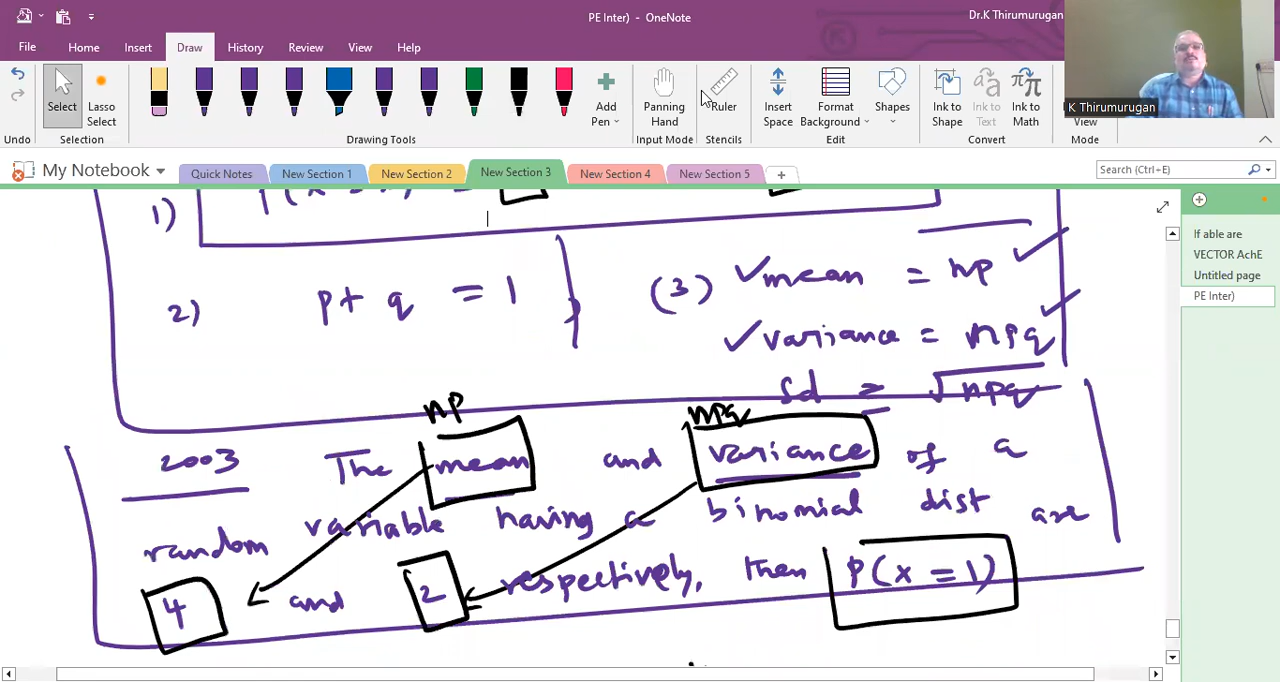 PE Inter) - OneNote
Dr.K Thirumurugan
File Home Insert Draw History Review View Help
Select
Lasso Select
Add Pen
Panning Hand
Ruler
Insert Space
Format Background
Shapes
Ink to Shape
Ink to Text
Ink to Math
View
K Thirumurugan
Undo Selection Drawing Tools Input Mode Stencils Edit Convert Mode
My Notebook Quick Notes New Section 1 New Section 2 New Section 3 New Section 4 New Section 5
Search (Ctrl+E)
If able are
VECTOR AchE
Untitled page
PE Inter)
1)
2) p+ q = 1 (3) mean = np
variance = npq
Sd = √npq
np npq
2003 The mean and variance of a
random variable having a binomial dist are
4 and 2 respectively, then P(x = 1)